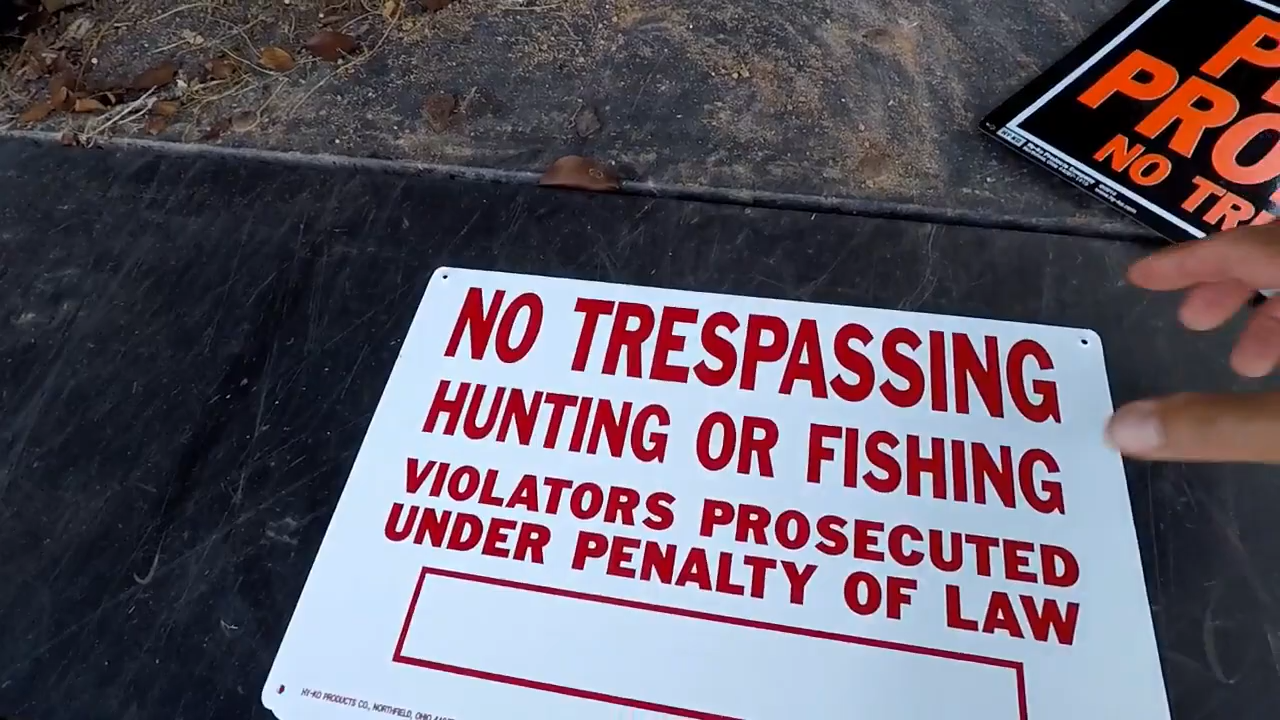 NO TRESPASSING
HUNTING OR FISHING
VIOLATORS PROSECUTED
UNDER PENALTY OF LAW
HY-KO PRODUCTS CO., NORTHFIELD, OHIO
P
PRO
NO TR